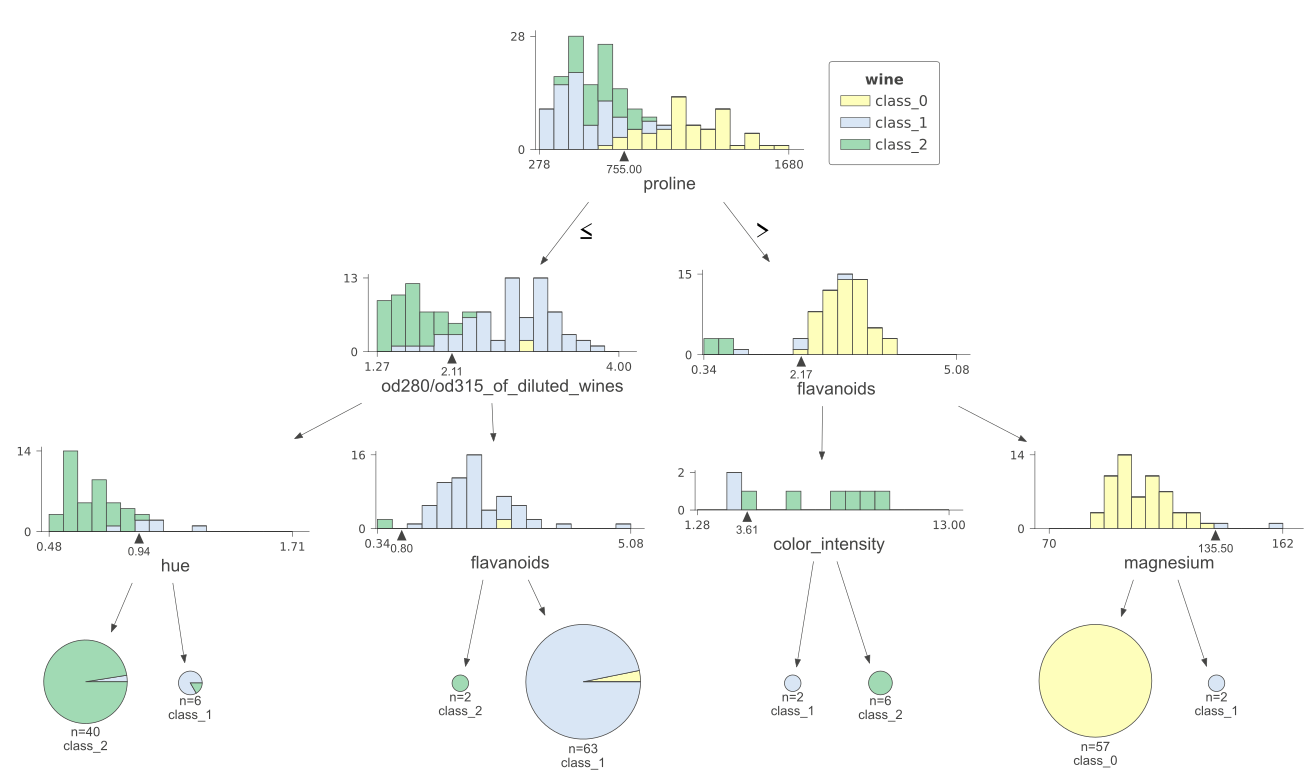 28
0
278
755.00
1680
proline
wine
class_0
class_1
class_2
≤
>
13
0
1.27
2.11
4.00
od280/od315_of_diluted_wines
15
0
0.34
2.17
5.08
flavanoids
14
0
0.48
0.94
1.71
hue
16
0
0.34
0.80
5.08
flavanoids
2
0
1.28
3.61
13.00
color_intensity
14
0
70
135.50
162
magnesium
n=40
class_2
n=6
class_1
n=2
class_2
n=63
class_1
n=2
class_1
n=6
class_2
n=57
class_0
n=2
class_1